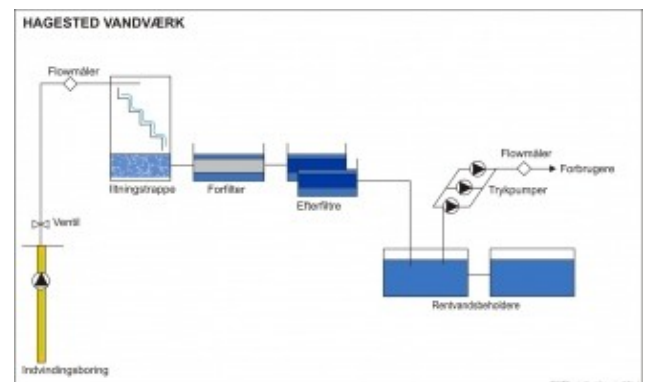 HAGESTED VANDVÆRK
Flowmåler
Iltningstrappe
Forfilter
Efterfiltre
Flowmåler
Forbrugere
Trykpumper
Ventil
Rentvandsbeholdere
Indvindingsboring